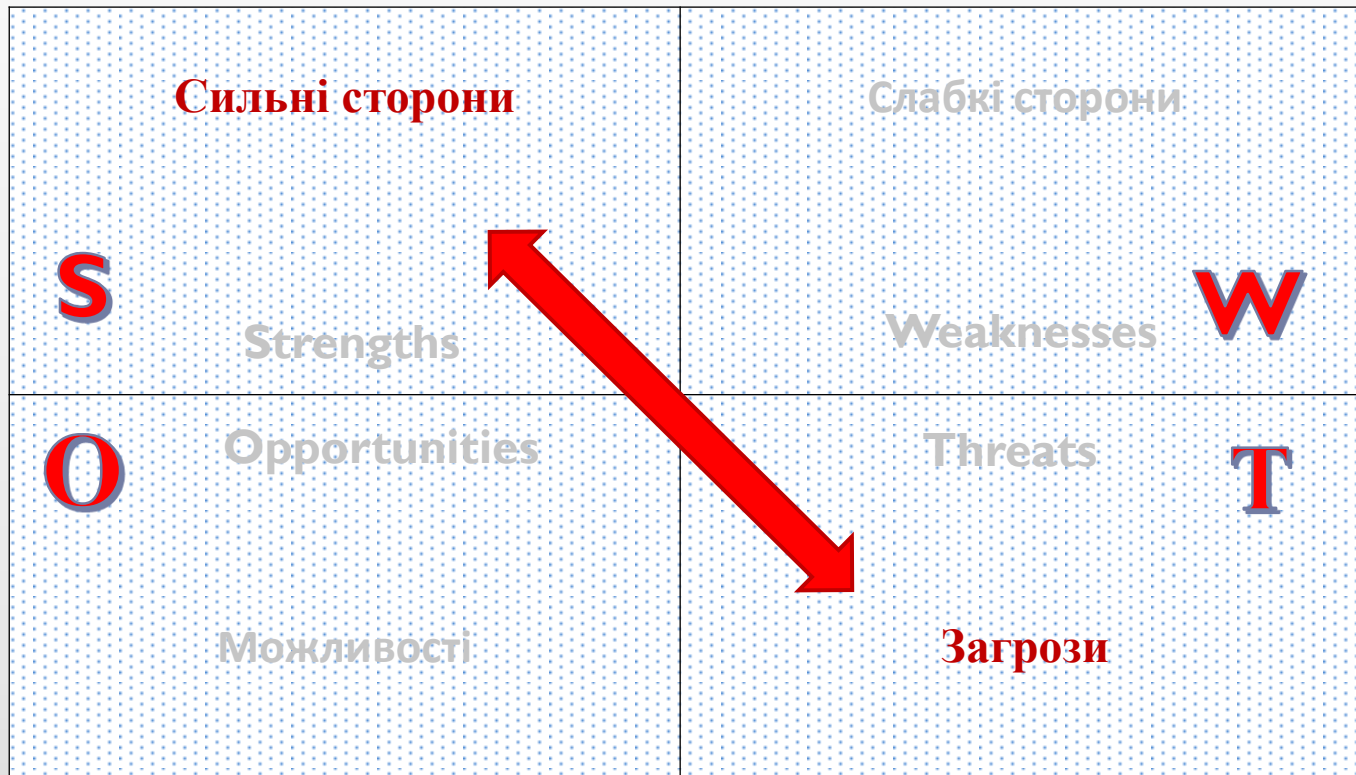 Сильні сторони
S
Strengths
Слабкі сторони
W
Weaknesses
O
Opportunities
Можливості
Threats
T
Загрози